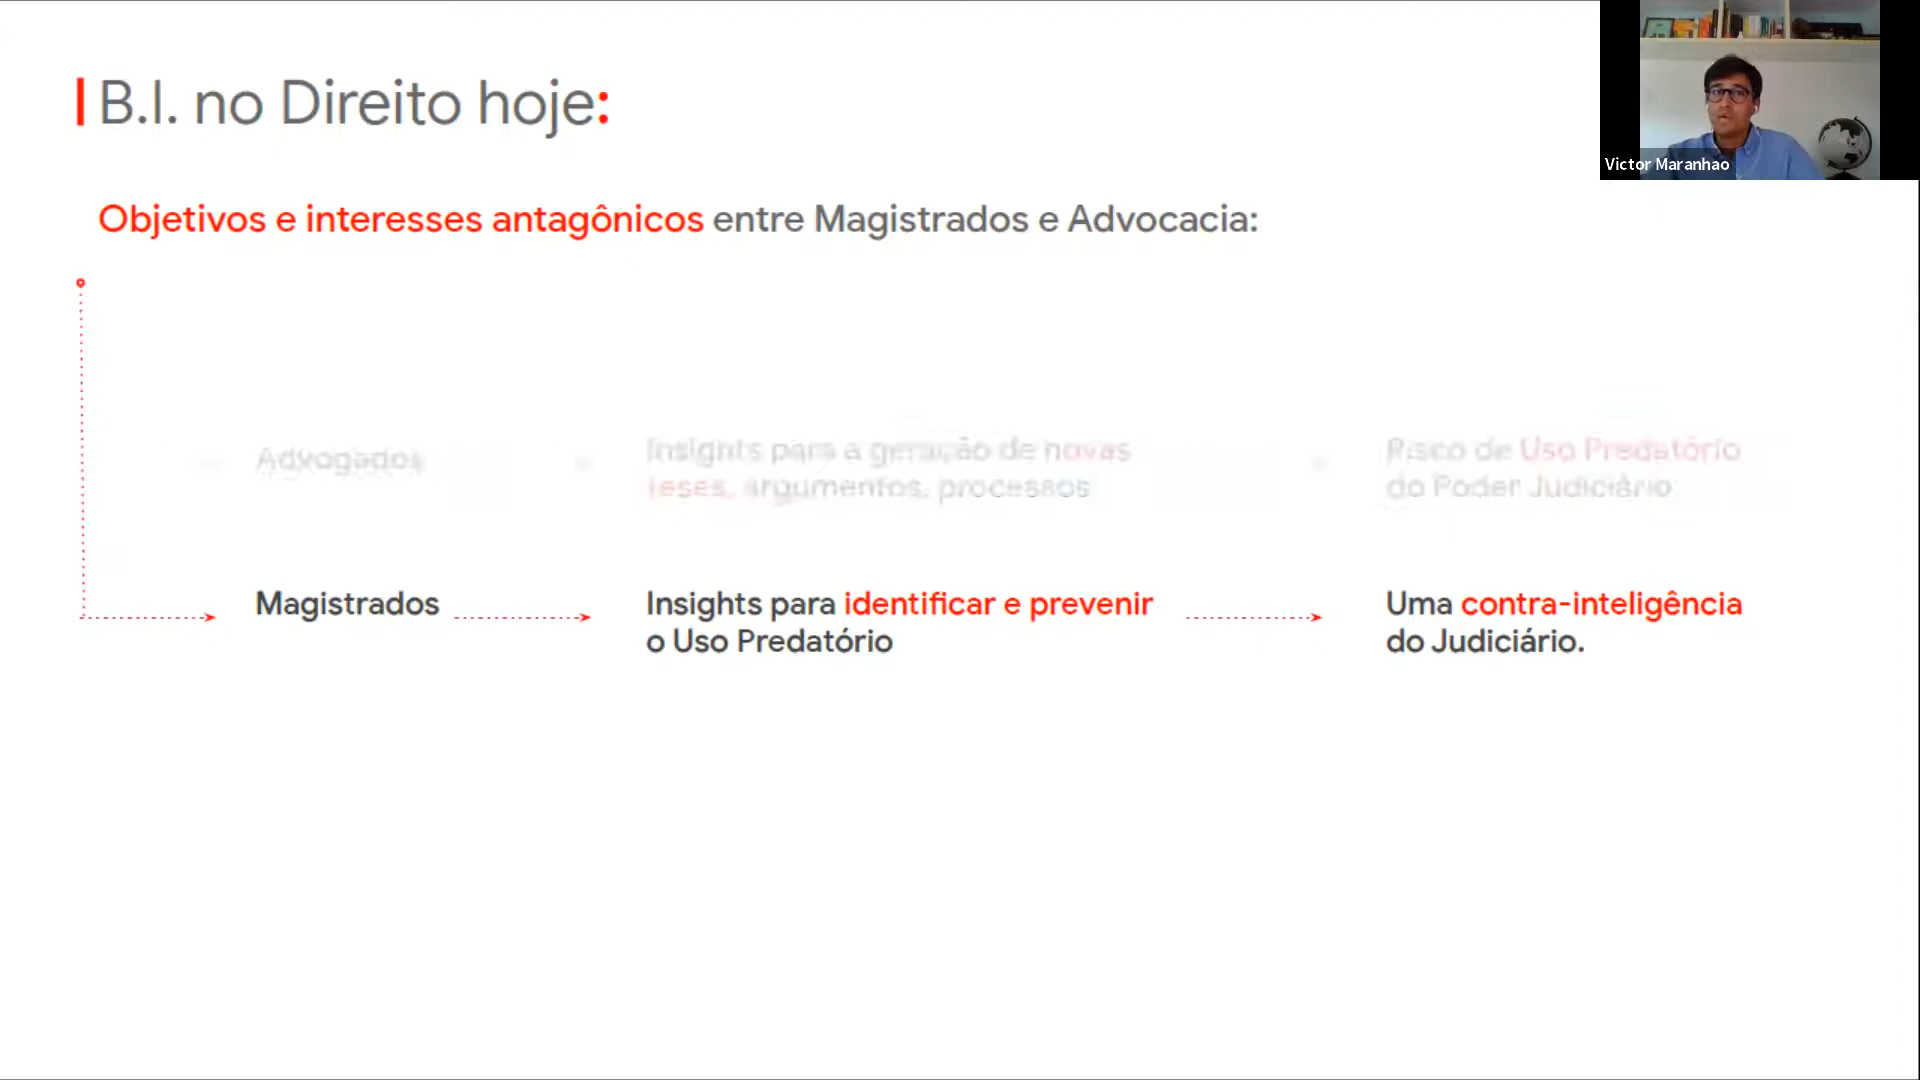 B.I. no Direito hoje:
Victor Maranhao
Objetivos e interesses antagônicos entre Magistrados e Advocacia:
Advogados
Insights para a geração de novas
teses, argumentos, processos
Risco de Uso Predatório
do Poder Judiciário
Magistrados
Insights para identificar e prevenir
o Uso Predatório
Uma contra-inteligência
do Judiciário.